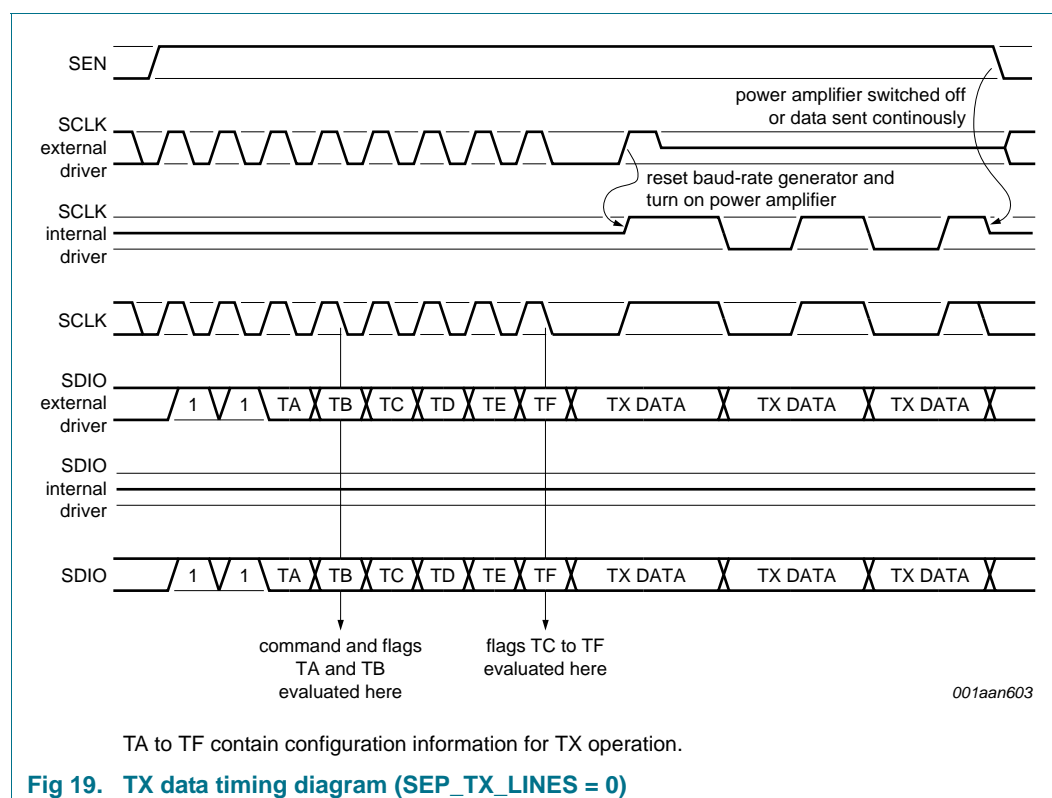 SEN
power amplifier switched off
or data sent continously
SCLK
external
driver
reset baud-rate generator and
turn on power amplifier
SCLK
internal
driver
SCLK
SDIO
external
driver
1 1 TA TB TC TD TE TF TX DATA TX DATA TX DATA
SDIO
internal
driver
SDIO 1 1 TA TB TC TD TE TF TX DATA TX DATA TX DATA
command and flags
TA and TB
evaluated here
flags TC to TF
evaluated here
001aan603
TA to TF contain configuration information for TX operation.
Fig 19. TX data timing diagram (SEP_TX_LINES = 0)